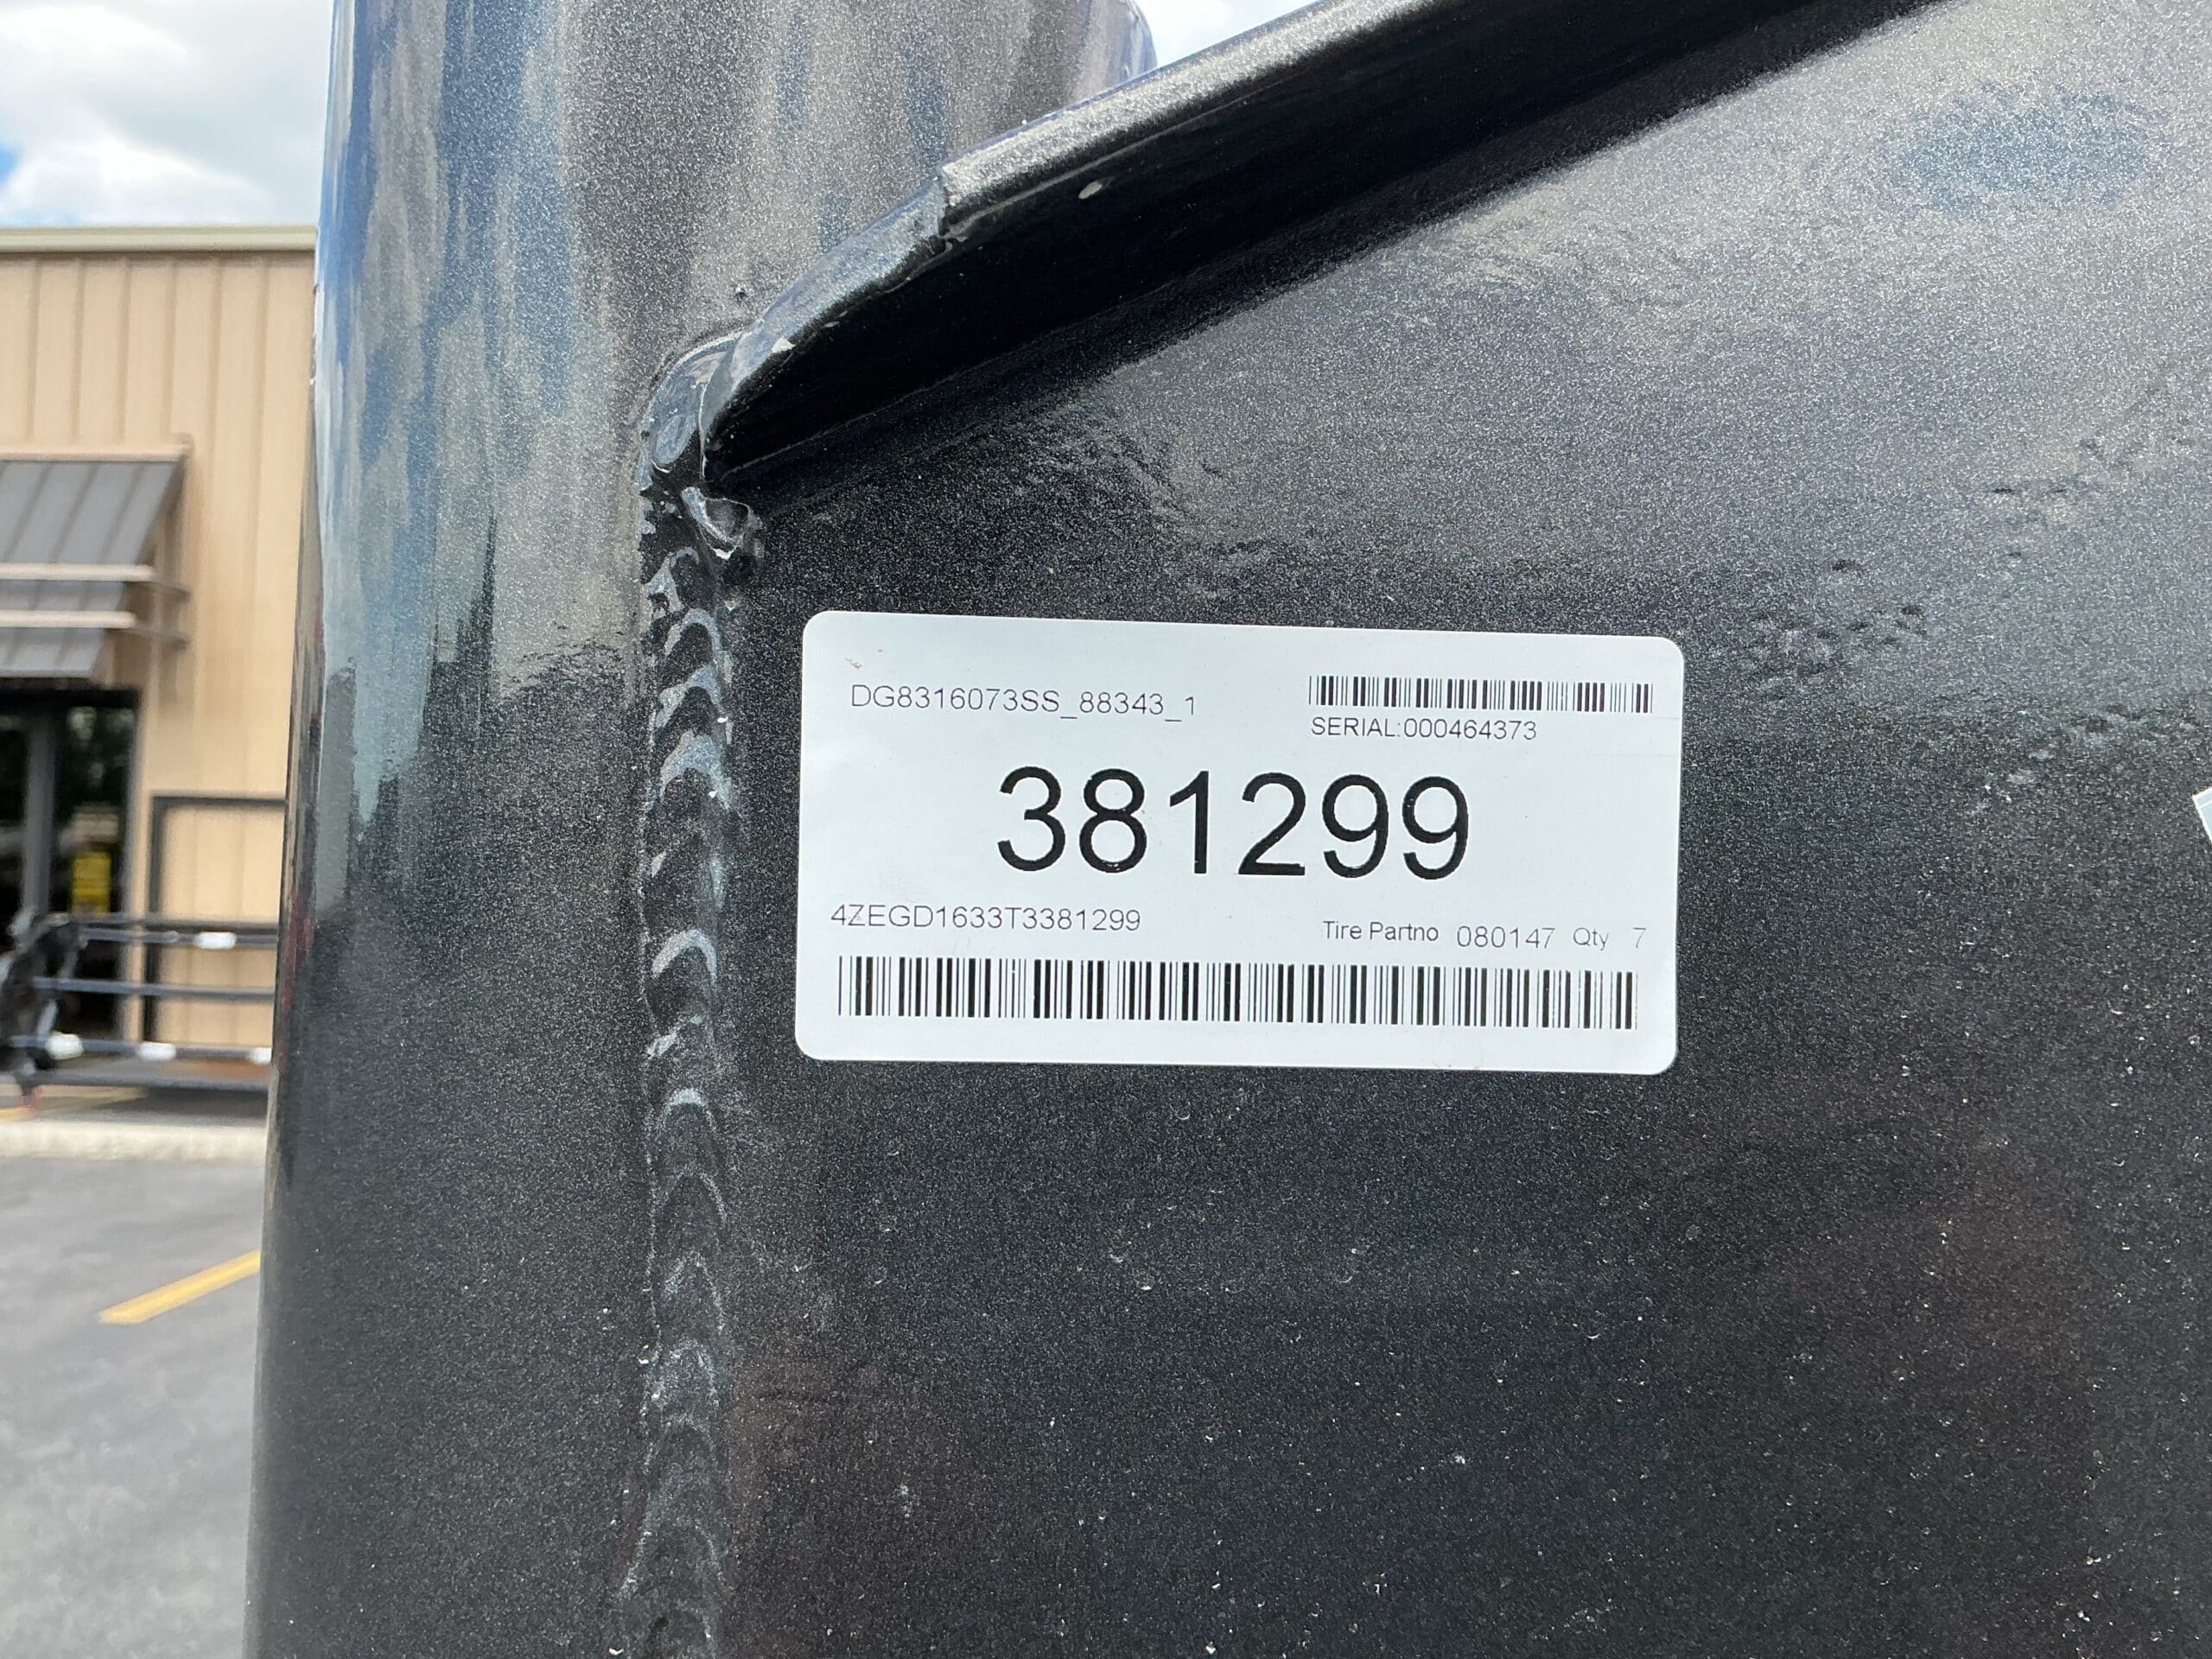 DG8316073SS_88343_1
SERIAL:000464373
381299
4ZEGD1633T3381299
Tire Partno 080147 Qty 7